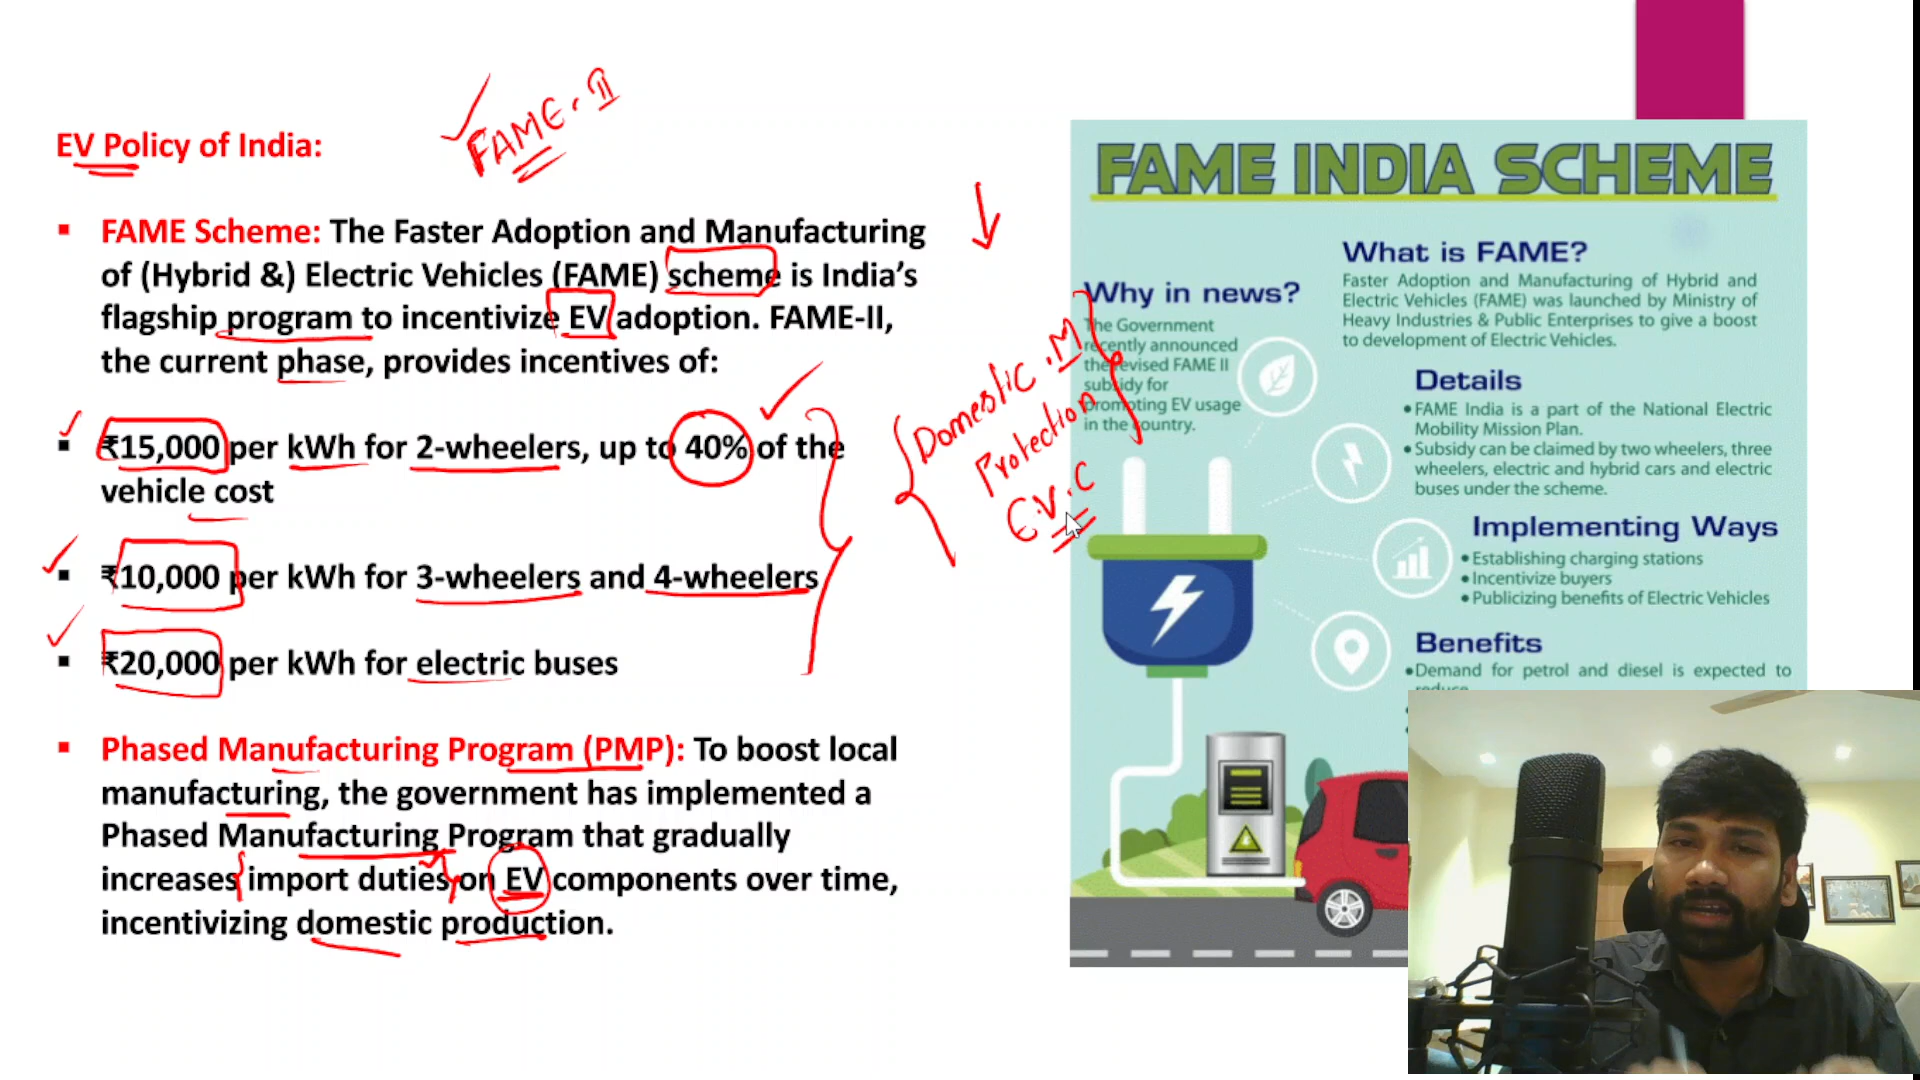 EV Policy of India:
FAME-II
FAME Scheme: The Faster Adoption and Manufacturing
of (Hybrid &) Electric Vehicles (FAME) scheme is India's
flagship program to incentivize EV adoption. FAME-II,
the current phase, provides incentives of:
₹15,000 per kWh for 2-wheelers, up to 40% of the
vehicle cost
₹10,000 per kWh for 3-wheelers and 4-wheelers
₹20,000 per kWh for electric buses
Phased Manufacturing Program (PMP): To boost local
manufacturing, the government has implemented a
Phased Manufacturing Program that gradually
increases import duties on EV components over time,
incentivizing domestic production.
Domestic .M
Protection
E.V.C
FAME INDIA SCHEME
Why in news?
The Government
recently announced
the revised FAME II
subsidy for
promoting EV usage
in the country.
What is FAME?
Faster Adoption and Manufacturing of Hybrid and
Electric Vehicles (FAME) was launched by Ministry of
Heavy Industries & Public Enterprises to give a boost
to development of Electric Vehicles.
Details
• FAME India is a part of the National Electric
Mobility Mission Plan.
• Subsidy can be claimed by two wheelers, three
wheelers, electric and hybrid cars and electric
buses under the scheme.
Implementing Ways
• Establishing charging stations
• Incentivize buyers
• Publicizing benefits of Electric Vehicles
Benefits
• Demand for petrol and diesel is expected to